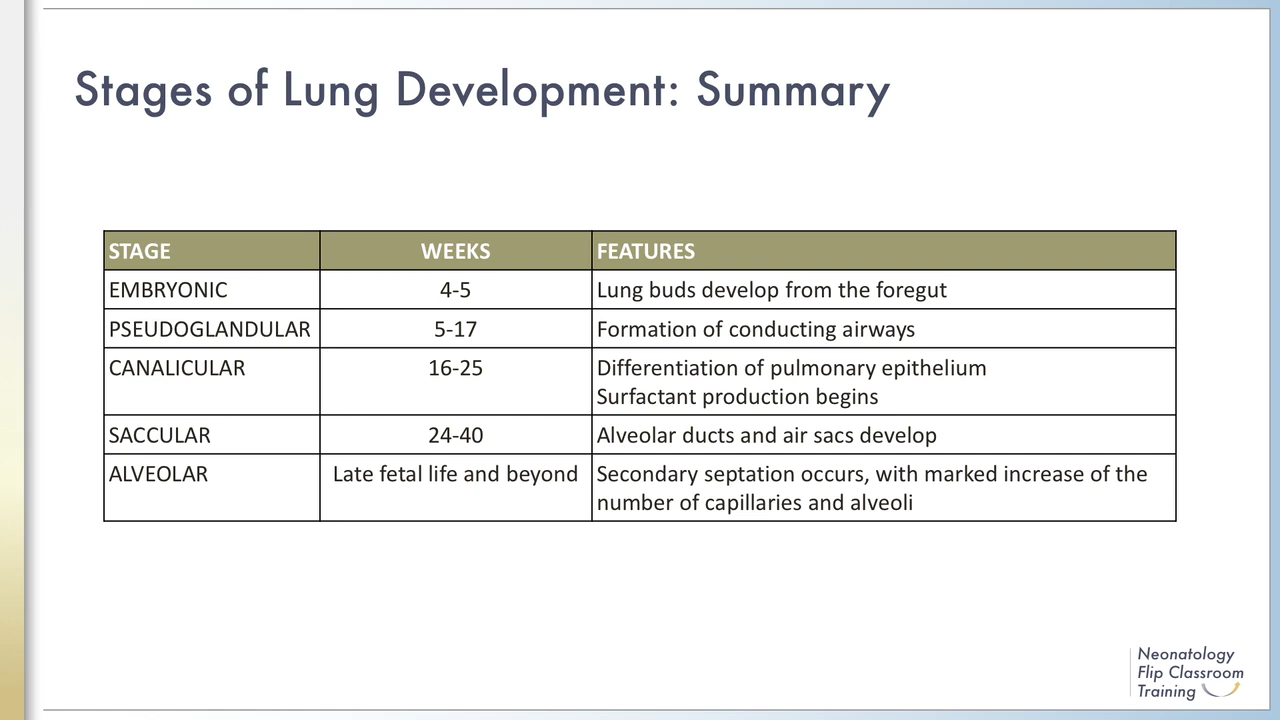 Stages of Lung Development: Summary
STAGE WEEKS FEATURES
EMBRYONIC 4-5 Lung buds develop from the foregut
PSEUDOGLANDULAR 5-17 Formation of conducting airways
CANALICULAR 16-25 Differentiation of pulmonary epithelium
Surfactant production begins
SACCULAR 24-40 Alveolar ducts and air sacs develop
ALVEOLAR Late fetal life and beyond Secondary septation occurs, with marked increase of the
number of capillaries and alveoli
Neonatology
Flip Classroom
Training